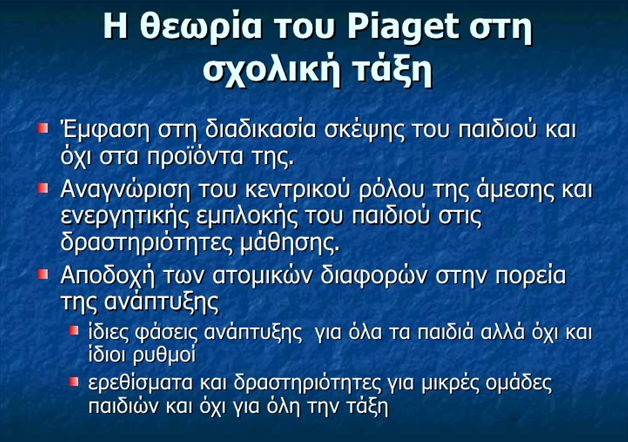 Η θεωρία του Piaget στη
σχολική τάξη
Έμφαση στη διαδικασία σκέψης του παιδιού και
όχι στα προϊόντα της.
Αναγνώριση του κεντρικού ρόλου της άμεσης και
ενεργητικής εμπλοκής του παιδιού στις
δραστηριότητες μάθησης.
Αποδοχή των ατομικών διαφορών στην πορεία
της ανάπτυξης
ίδιες φάσεις ανάπτυξης για όλα τα παιδιά αλλά όχι και
ίδιοι ρυθμοί
ερεθίσματα και δραστηριότητες για μικρές ομάδες
παιδιών και όχι για όλη την τάξη